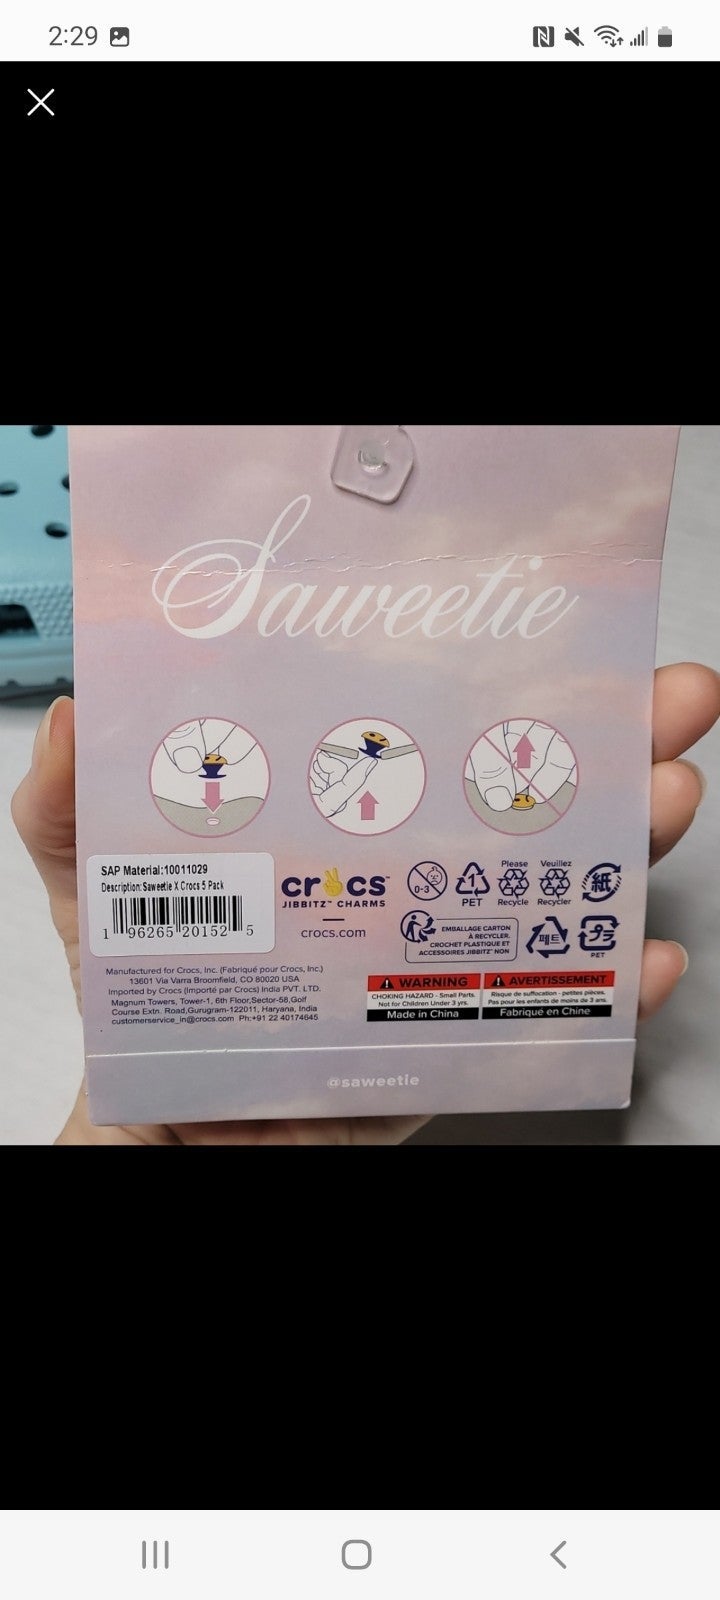 2:29
Saweetie
SAP Material:10011029
Description:Saweetie X Crocs 5 Pack
1 96265 20152 5
crocs™
JIBBITZ™ CHARMS
crocs.com
0-3
1
PET
Please
Recycle
Veuillez
Recycler
紙
EMBALLAGE CARTON
À RECYCLER.
CROCHET PLASTIQUE ET
ACCESSOIRES JIBBITZ™ NON
페트
プラ
PET
Manufactured for Crocs, Inc. (Fabriqué pour Crocs, Inc.)
13601 Via Varra Broomfield, CO 80020 USA
Imported by Crocs (Importé par Crocs) India PVT. LTD.
Magnum Towers, Tower-1, 6th Floor,Sector-58,Golf
Course Extn. Road,Gurugram-122011, Haryana, India
customerservice_in@crocs.com Ph:+91 22 40174645
WARNING
CHOKING HAZARD - Small Parts.
Not for Children Under 3 yrs.
Made in China
AVERTISSEMENT
Risque de suffocation - petites pièces.
Pas pour les enfants de moins de 3 ans.
Fabriqué en Chine
@saweetie